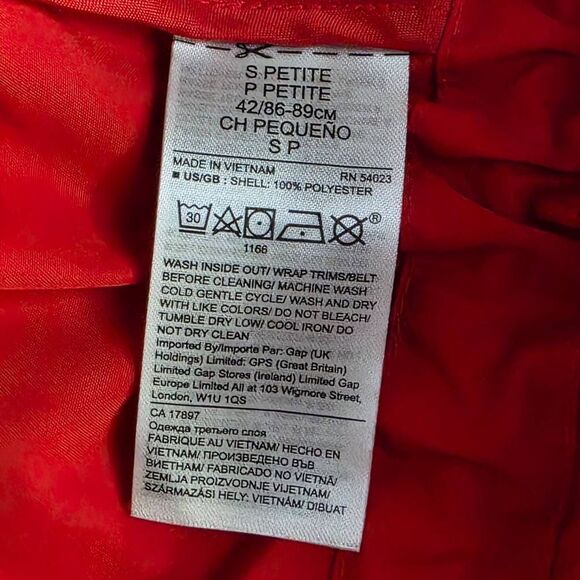 S PETITE
P PETITE
42/86-89CM
CH PEQUEÑO
S P
MADE IN VIETNAM RN 54023
■ US/GB : SHELL: 100% POLYESTER
30 ®
1166
WASH INSIDE OUT/ WRAP TRIMS/BELT
BEFORE CLEANING/ MACHINE WASH
COLD GENTLE CYCLE/ WASH AND DRY
WITH LIKE COLORS/ DO NOT BLEACH/
TUMBLE DRY LOW/ COOL IRON/ DO
NOT DRY CLEAN
Imported By/Importe Par: Gap (UK
Holdings) Limited: GPS (Great Britain)
Limited Gap Stores (Ireland) Limited Gap
Europe Limited All at 103 Wigmore Street,
London, W1U 1QS
CA 17897
Одежда третьего слоя
FABRIQUÉ AU VIETNAM/ HECHO EN
VIETNAM/ ПРОИЗВЕДЕНО ВЪВ
ВИЕТНАМ/ FABRICADO NO VIETNÃ/
ZEMLJA PROIZVODNJE VIJETNAM/
SZÁRMAZÁSI HELY: VIETNÁM/ DIBUAT